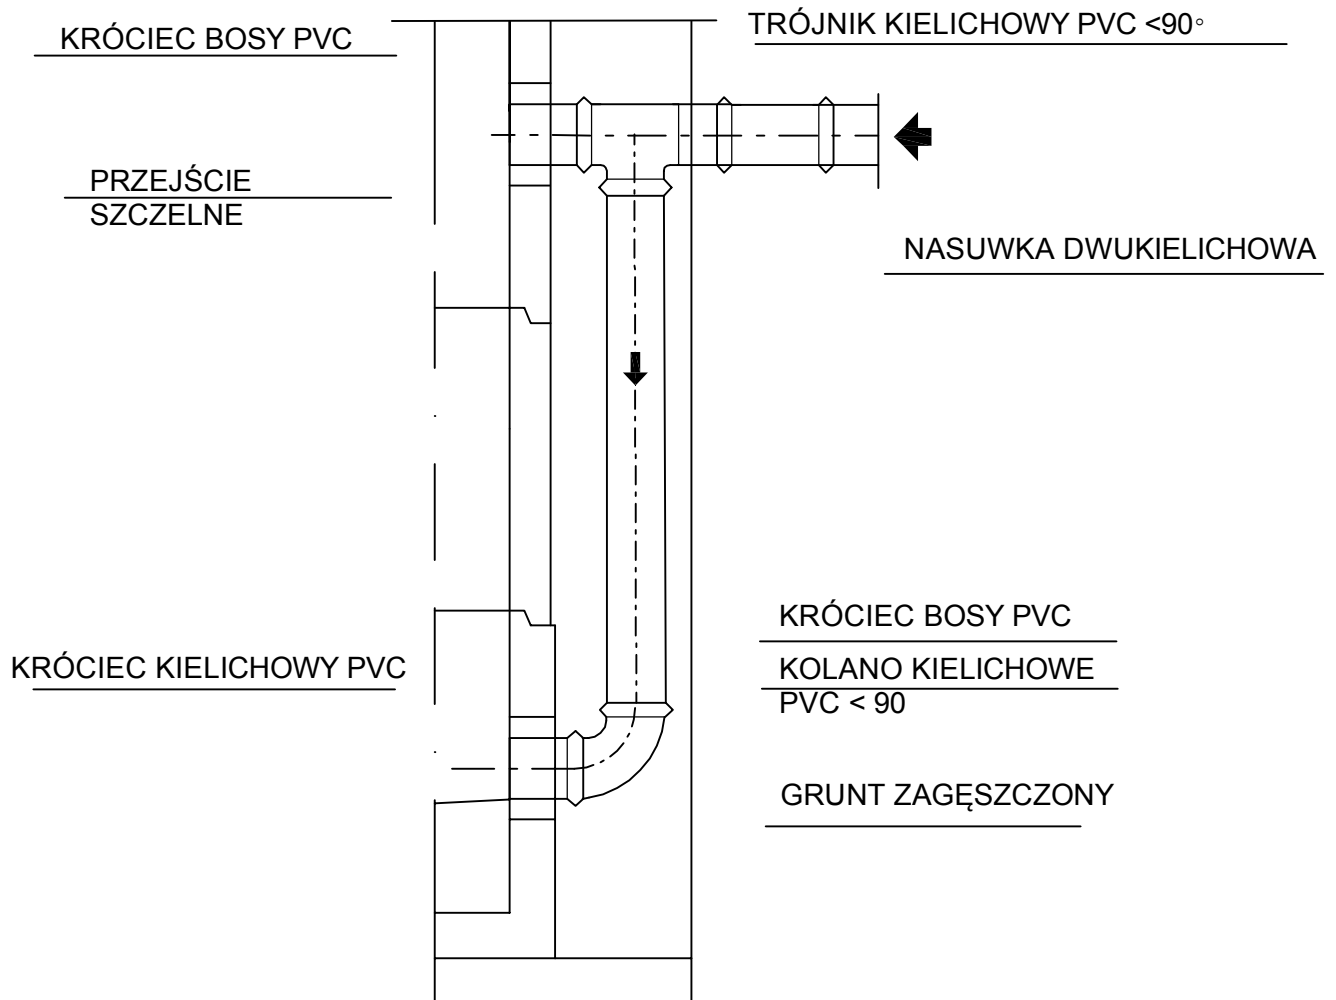 KRÓCIEC BOSY PVC
TRÓJNIK KIELICHOWY PVC <90°
PRZEJŚCIE
SZCZELNE
NASUWKA DWUKIELICHOWA
KRÓCIEC KIELICHOWY PVC
KRÓCIEC BOSY PVC
KOLANO KIELICHOWE
PVC < 90
GRUNT ZAGĘSZCZONY